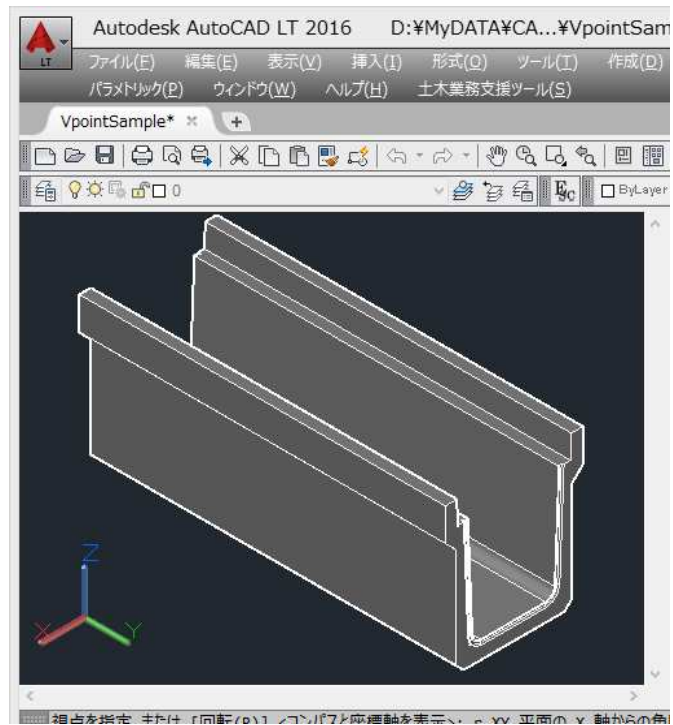 Autodesk AutoCAD LT 2016 D:¥MyDATA¥CA...¥VpointSam
LT
ファイル(F) 編集(E) 表示(V) 挿入(I) 形式(O) ツール(T) 作成(D)
パラメトリック(P) ウィンドウ(W) ヘルプ(H) 土木業務支援ツール(S)
VpointSample*
0
ByLayer
Z
X
Y
視点を指定 または [回転(R)] <コンパスと座標軸を表示>: r XY 平面の X 軸からの角